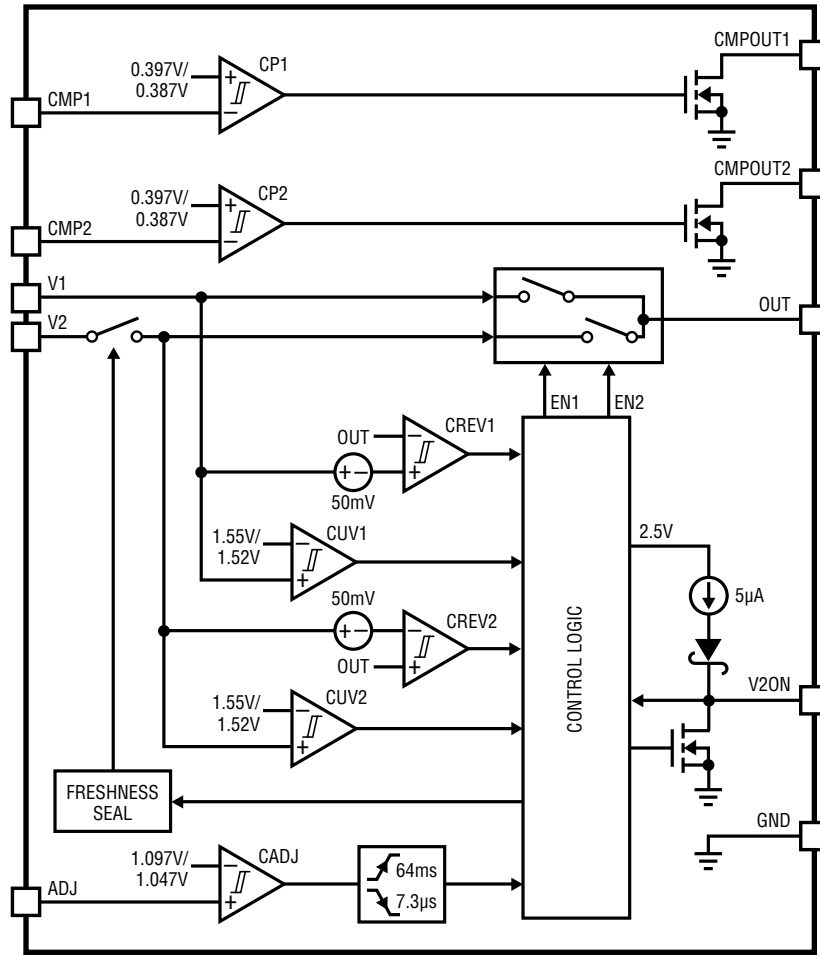 CMPOUT1
CP1
0.397V/
0.387V
+
−
CMP1
CMPOUT2
CP2
0.397V/
0.387V
+
−
CMP2
V1
V2
OUT
EN1
EN2
CREV1
OUT
−
+
+ −
50mV
2.5V
CUV1
1.55V/
1.52V
−
+
5µA
50mV
+ −
CREV2
−
+
OUT
CONTROL LOGIC
V2ON
CUV2
1.55V/
1.52V
−
+
FRESHNESS
SEAL
GND
CADJ
1.097V/
1.047V
−
+
64ms
7.3µs
ADJ